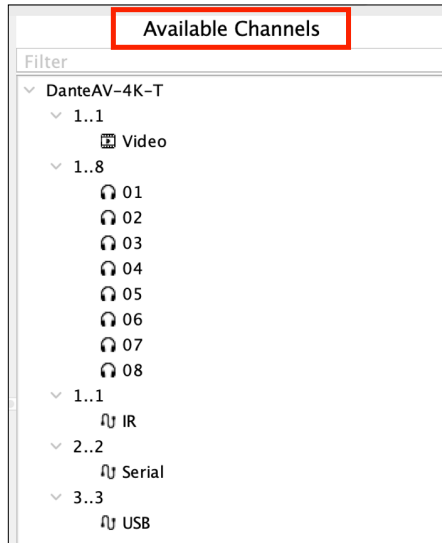 Available Channels
Filter
DanteAV-4K-T
1..1
Video
1..8
01
02
03
04
05
06
07
08
1..1
IR
2..2
Serial
3..3
USB